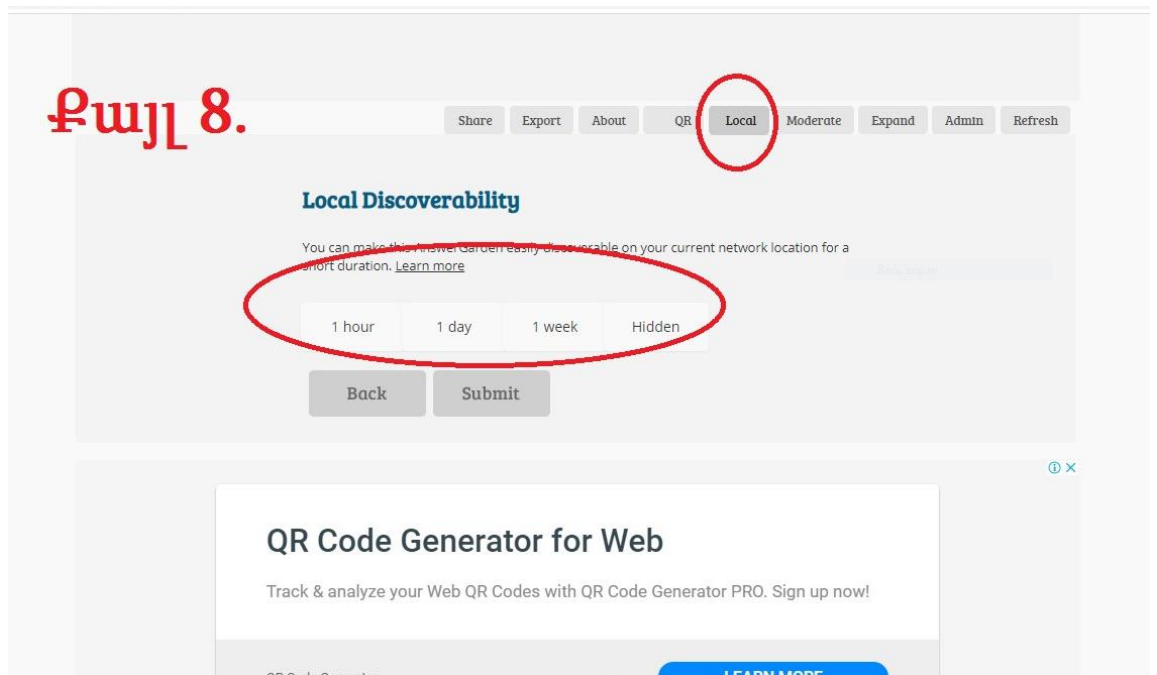 Քայլ 8.
Share Export About QR Local Moderate Expand Admin Refresh
Local Discoverability
You can make this AnswerGarden easily discoverable on your current network location for a
short duration. Learn more
1 hour 1 day 1 week Hidden
Back Submit
QR Code Generator for Web
Track & analyze your Web QR Codes with QR Code Generator PRO. Sign up now!
QR Code Generator LEARN MORE